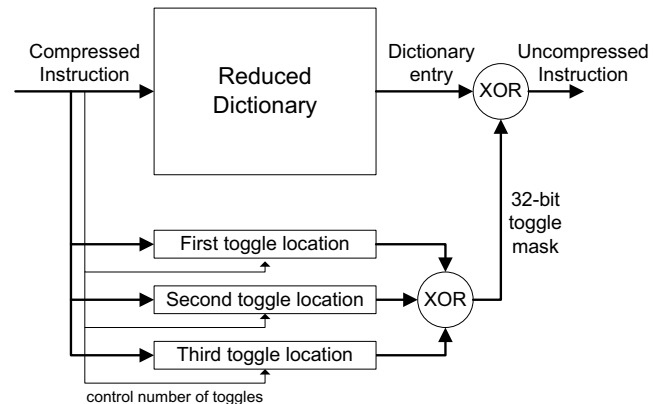 Compressed
Instruction
Reduced
Dictionary
Dictionary
entry
XOR
Uncompressed
Instruction
32-bit
toggle
mask
First toggle location
Second toggle location
XOR
Third toggle location
control number of toggles